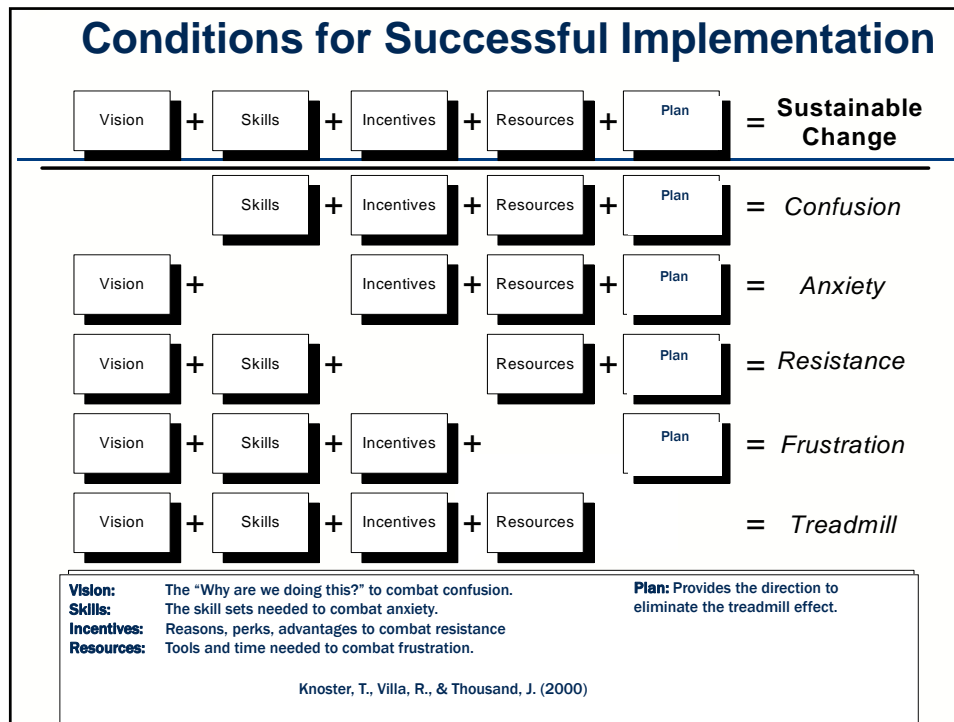 Conditions for Successful Implementation
Vision + Skills + Incentives + Resources + Plan = Sustainable
Change
Skills + Incentives + Resources + Plan = Confusion
Vision + Incentives + Resources + Plan = Anxiety
Vision + Skills + Resources + Plan = Resistance
Vision + Skills + Incentives + Plan = Frustration
Vision + Skills + Incentives + Resources = Treadmill
Vision: The “Why are we doing this?” to combat confusion.
Skills: The skill sets needed to combat anxiety.
Incentives: Reasons, perks, advantages to combat resistance
Resources: Tools and time needed to combat frustration.
Plan: Provides the direction to
eliminate the treadmill effect.
Knoster, T., Villa, R., & Thousand, J. (2000)